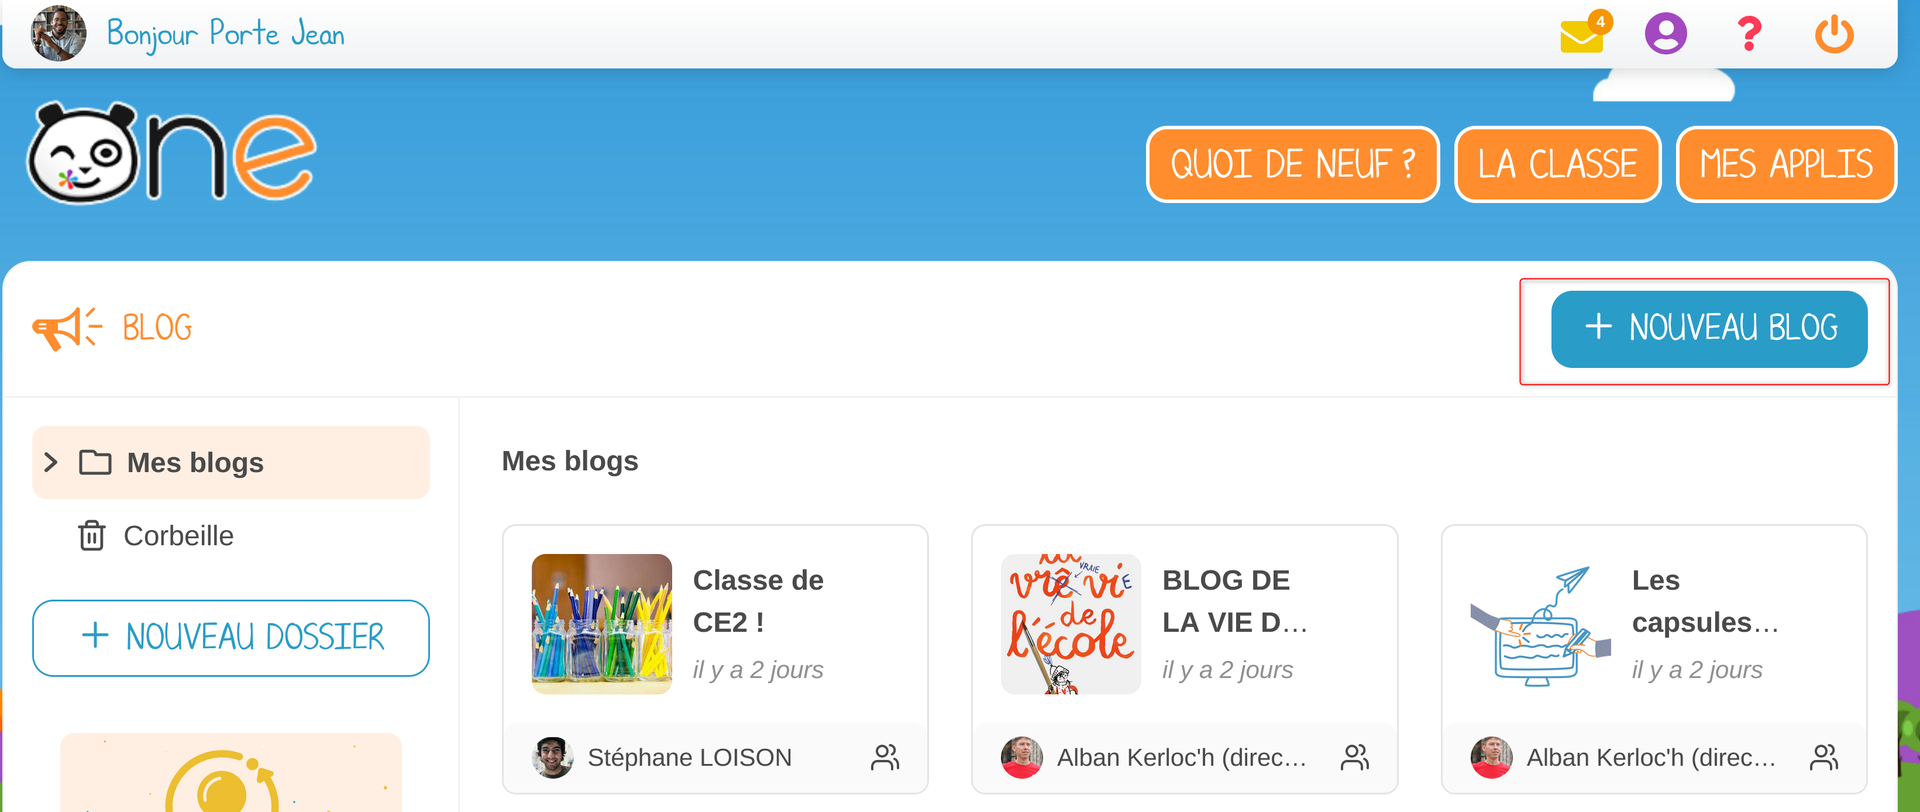 Bonjour Porte Jean
4
One
QUOI DE NEUF ?
LA CLASSE
MES APPLIS
BLOG
+ NOUVEAU BLOG
Mes blogs
Corbeille
+ NOUVEAU DOSSIER
Mes blogs
Classe de
CE2 !
il y a 2 jours
Stéphane LOISON
vrê vie
VRAIE
de
l'école
BLOG DE
LA VIE D...
il y a 2 jours
Alban Kerloc'h (direc...
Les
capsules...
il y a 2 jours
Alban Kerloc'h (direc...